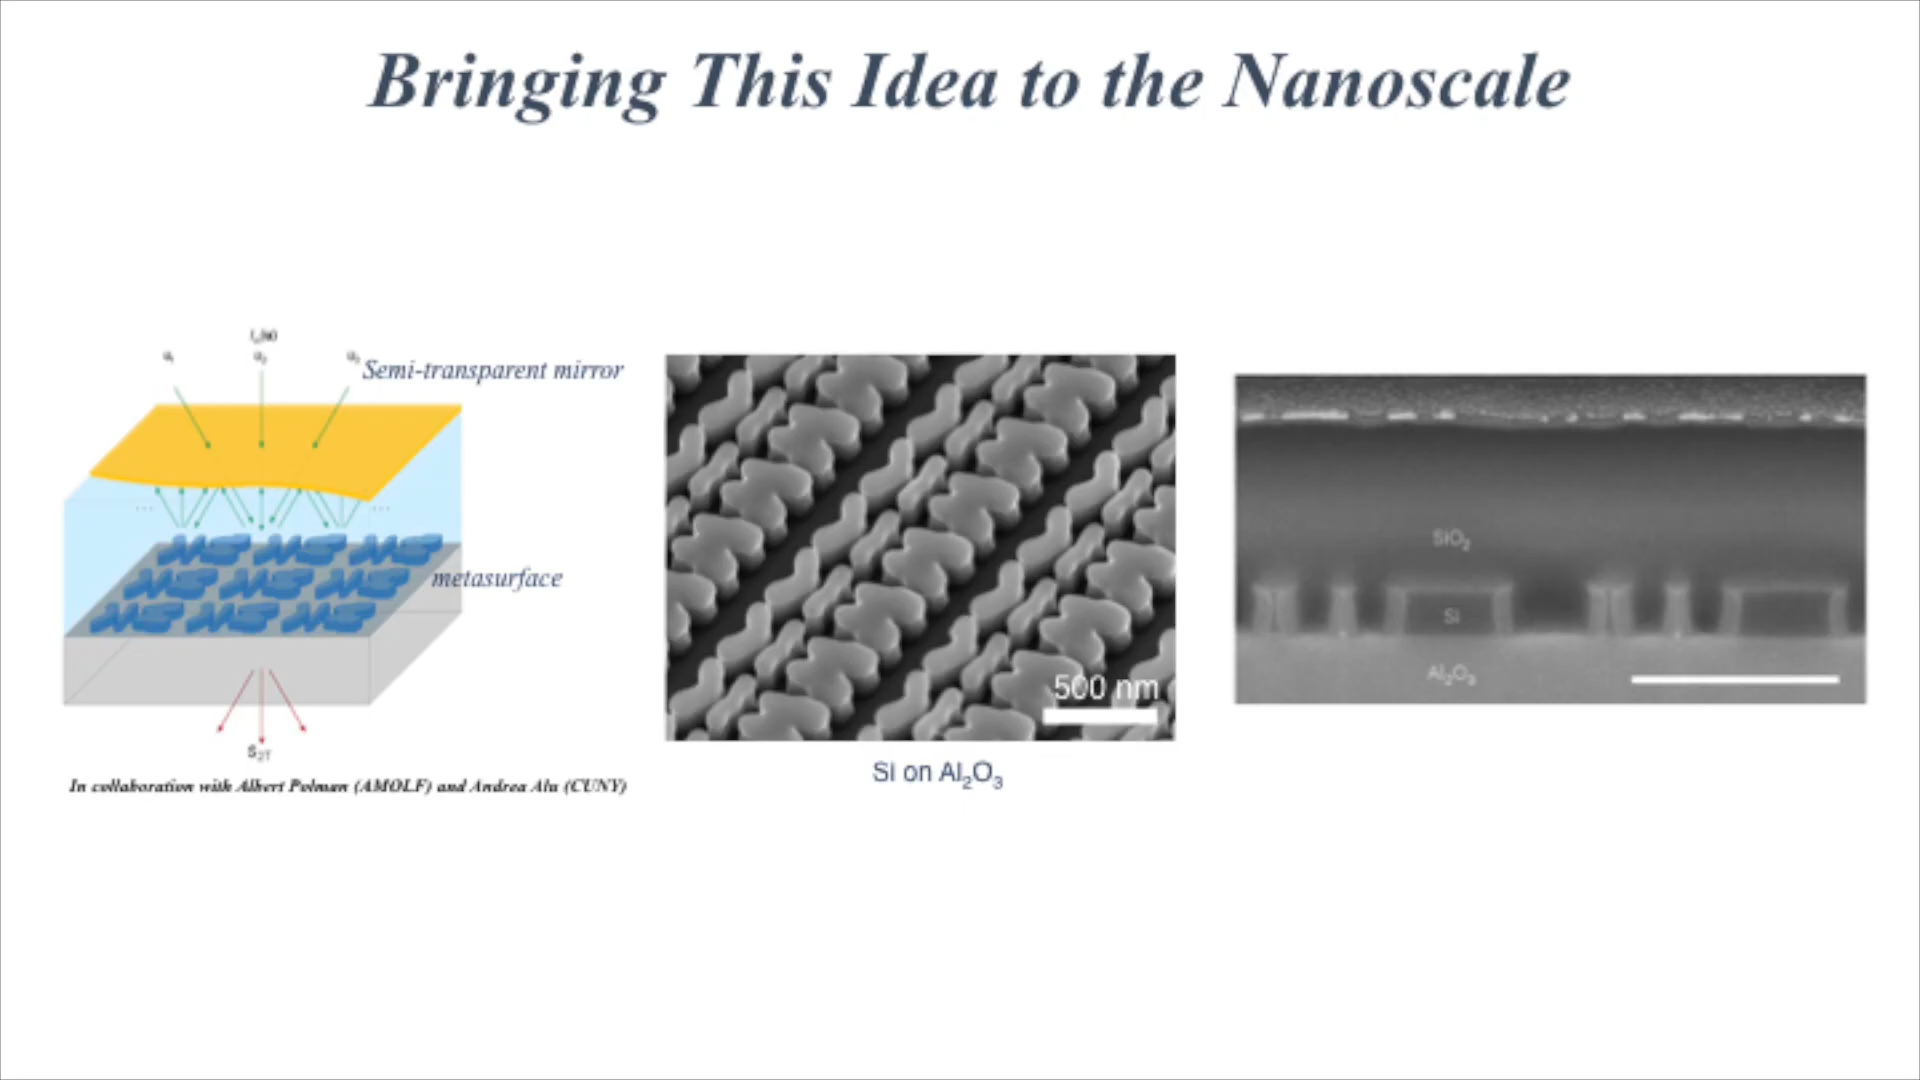 Bringing This Idea to the Nanoscale
Semi-transparent mirror
metasurface
S₂T
In collaboration with Albert Polman (AMOLF) and Andrea Alu (CUNY)
500 nm
Si on Al₂O₃
SiO₂
Si
Al₂O₃